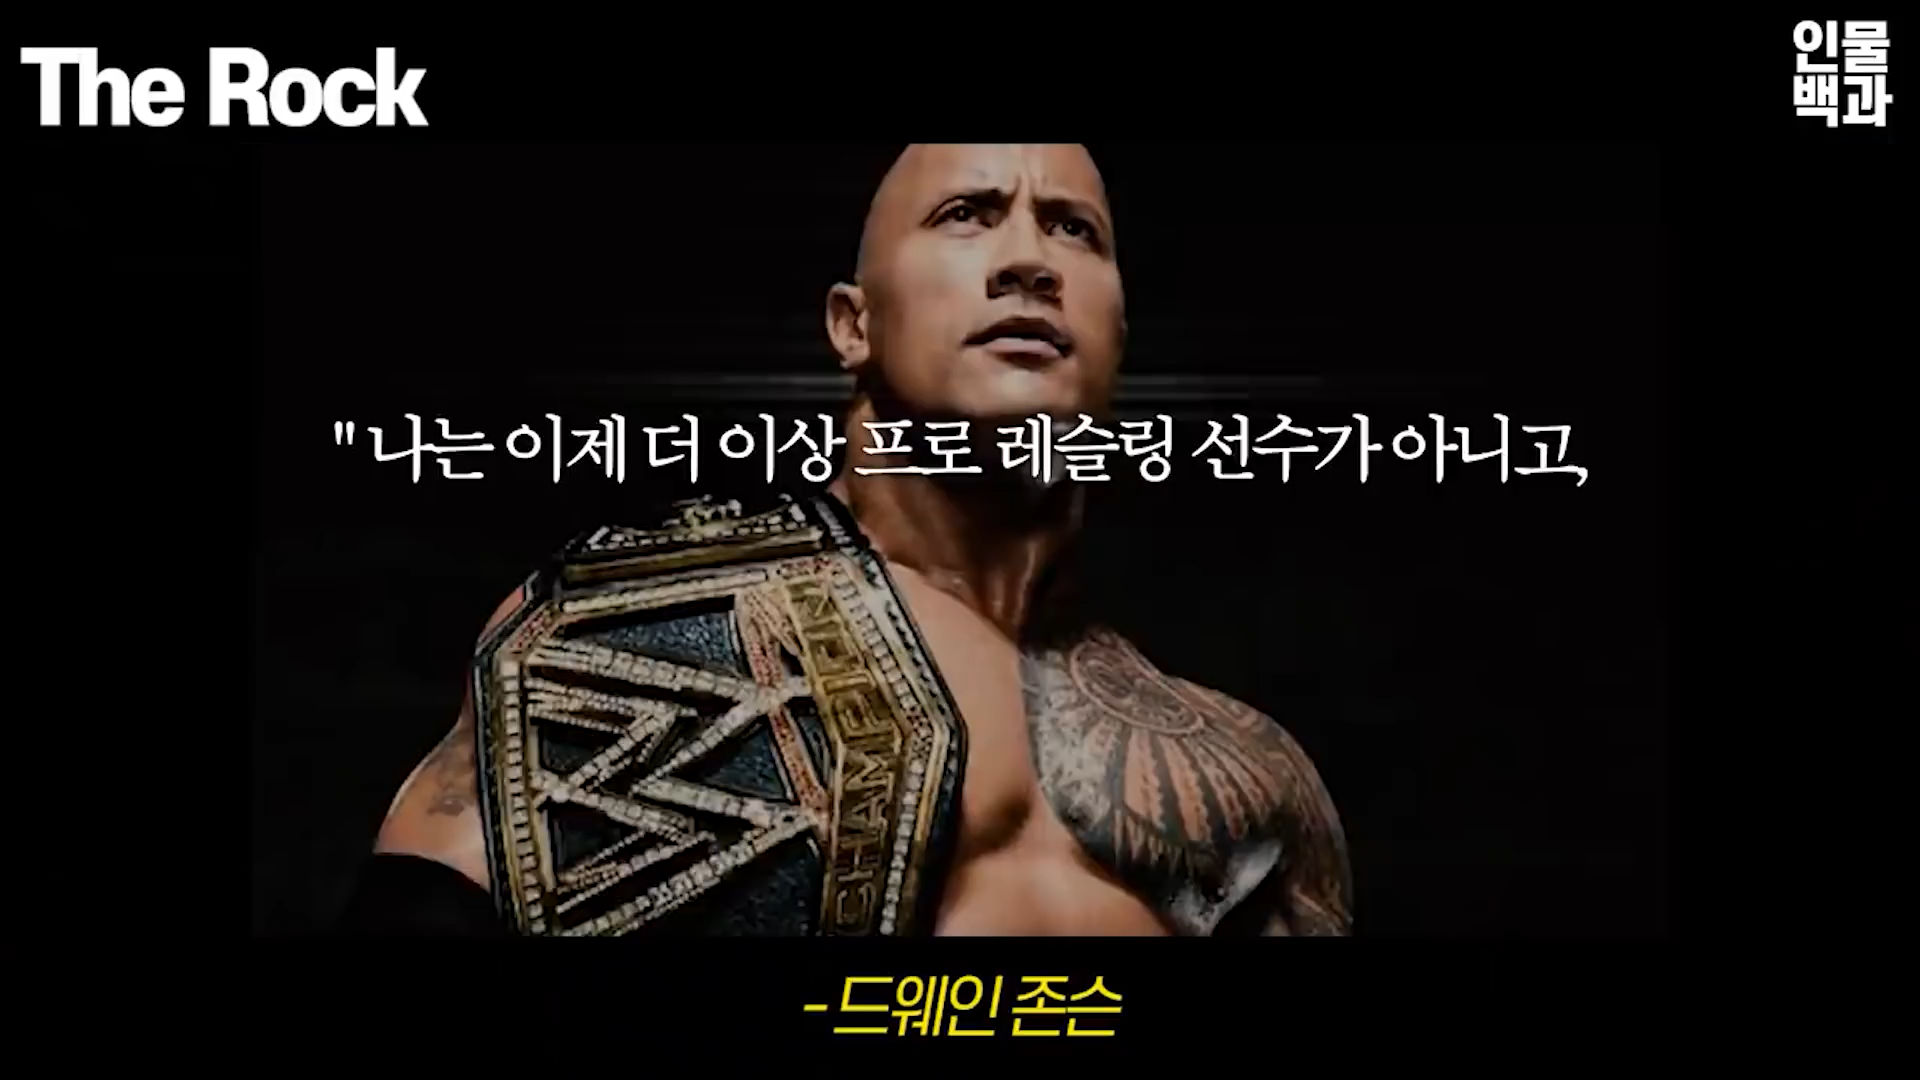 The Rock
인물
백과
" 나는 이제 더 이상 프로 레슬링 선수가 아니고,
CHAMPION
- 드웨인 존슨